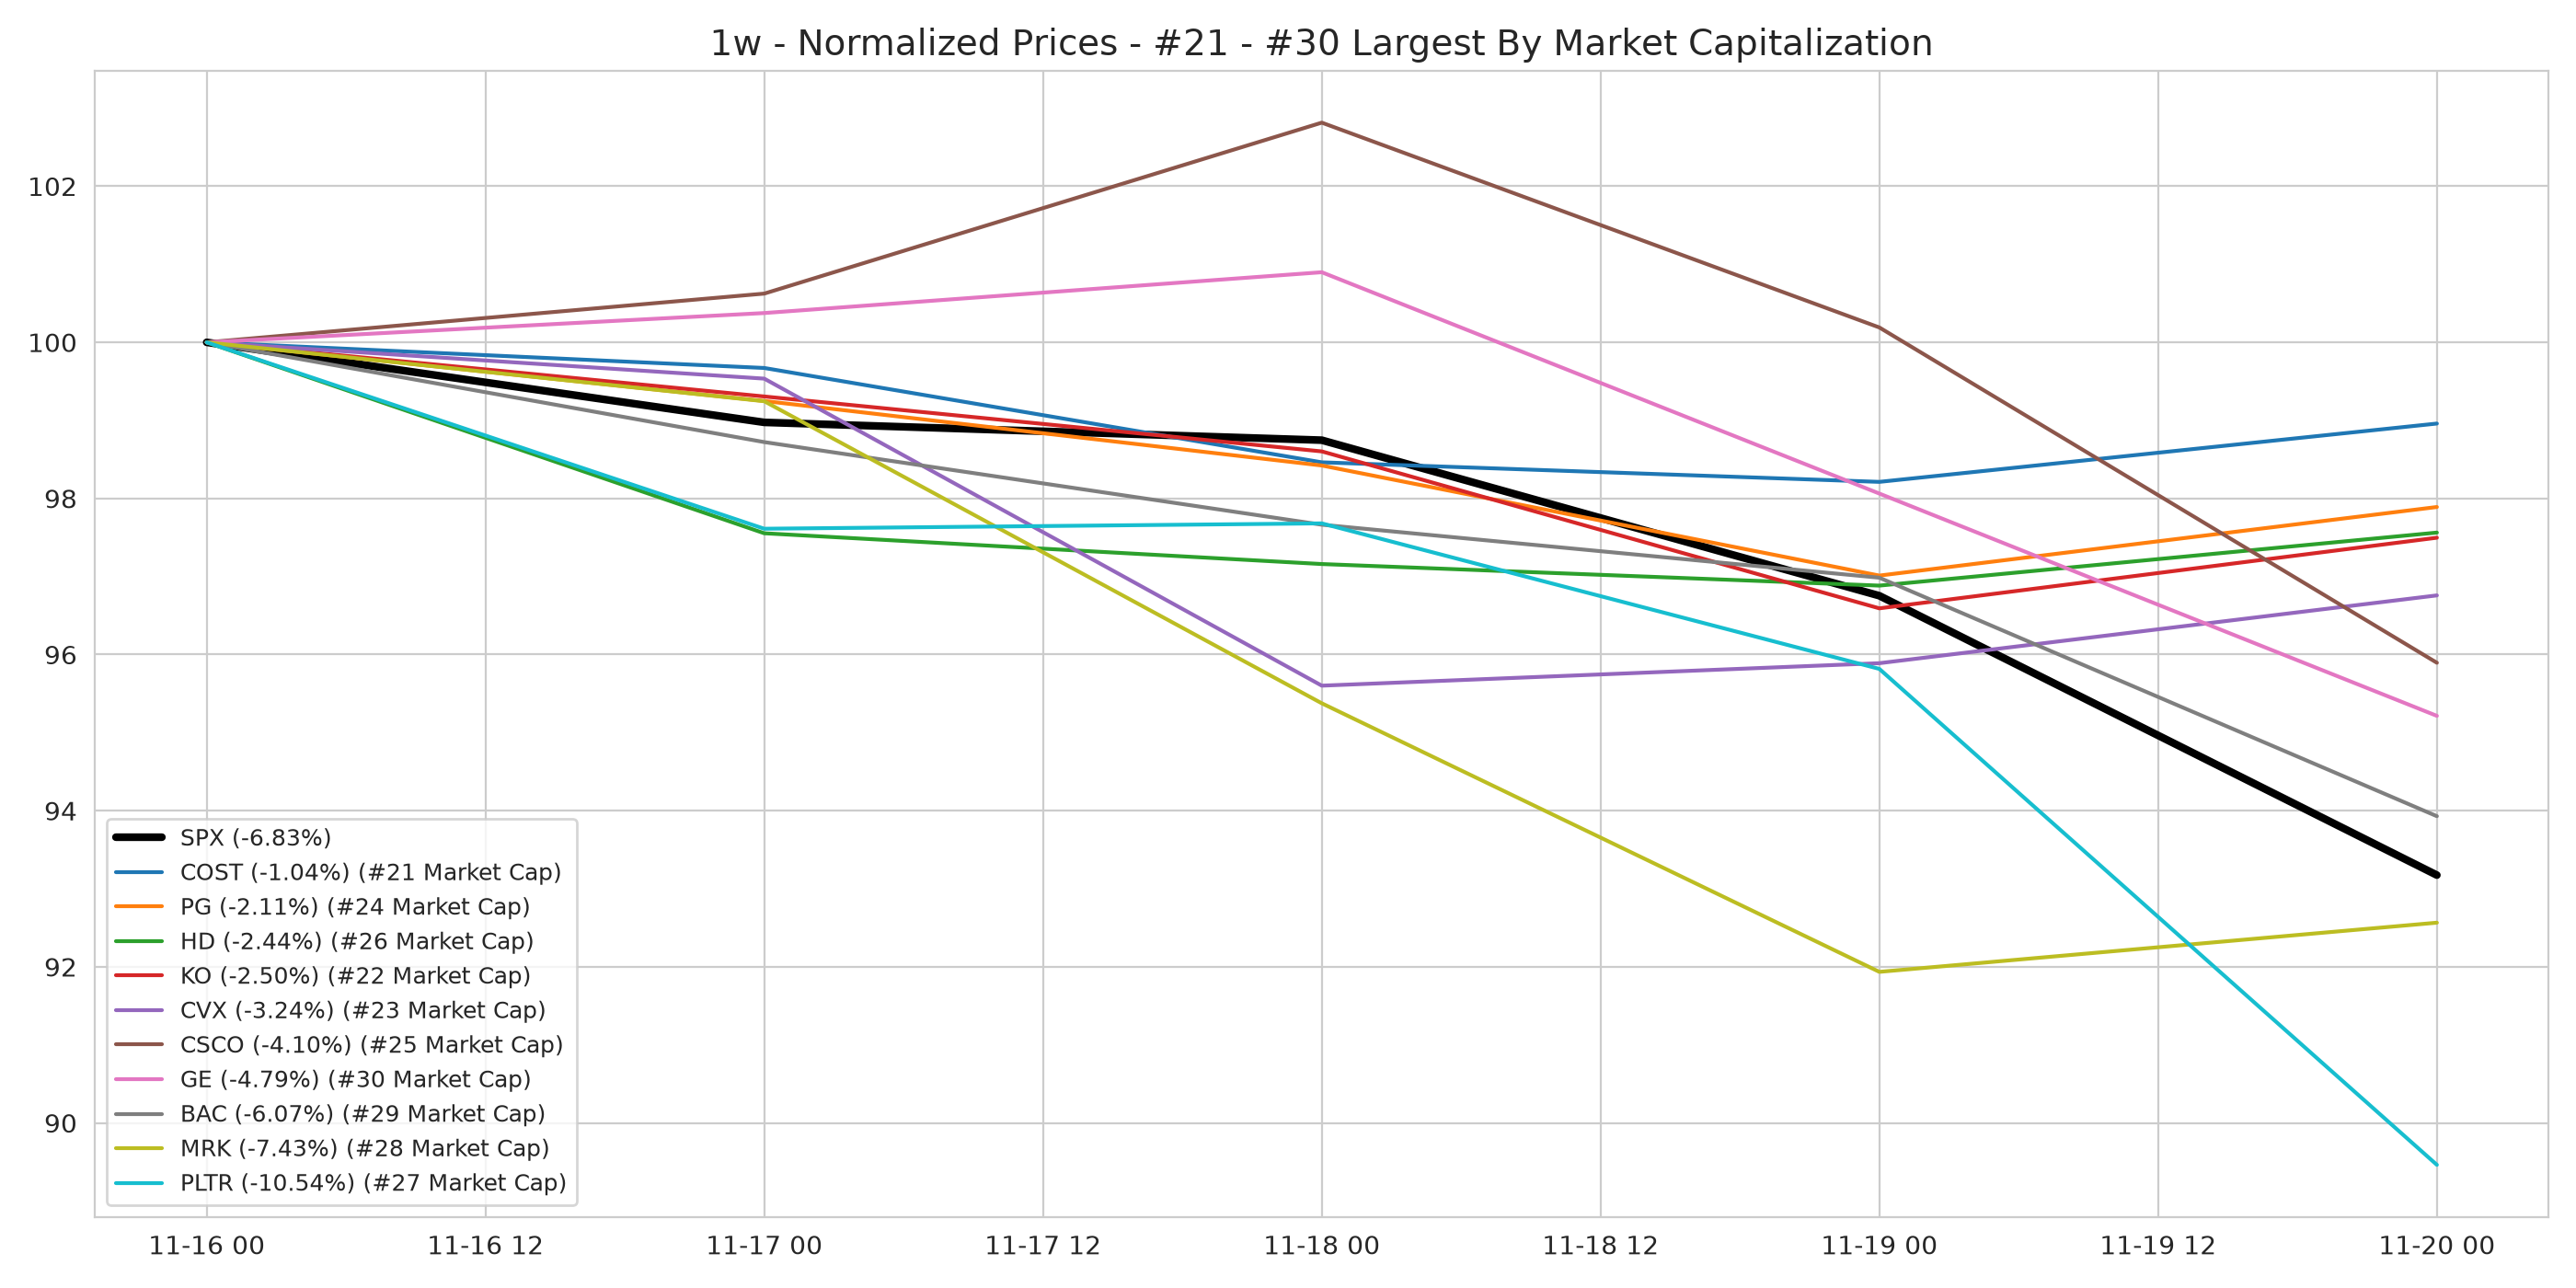 1w - Normalized Prices - #21 - #30 Largest By Market Capitalization
102
100
98
96
94
92
90
SPX (-6.83%)
COST (-1.04%) (#21 Market Cap)
PG (-2.11%) (#24 Market Cap)
HD (-2.44%) (#26 Market Cap)
KO (-2.50%) (#22 Market Cap)
CVX (-3.24%) (#23 Market Cap)
CSCO (-4.10%) (#25 Market Cap)
GE (-4.79%) (#30 Market Cap)
BAC (-6.07%) (#29 Market Cap)
MRK (-7.43%) (#28 Market Cap)
PLTR (-10.54%) (#27 Market Cap)
11-16 00 11-16 12 11-17 00 11-17 12 11-18 00 11-18 12 11-19 00 11-19 12 11-20 00